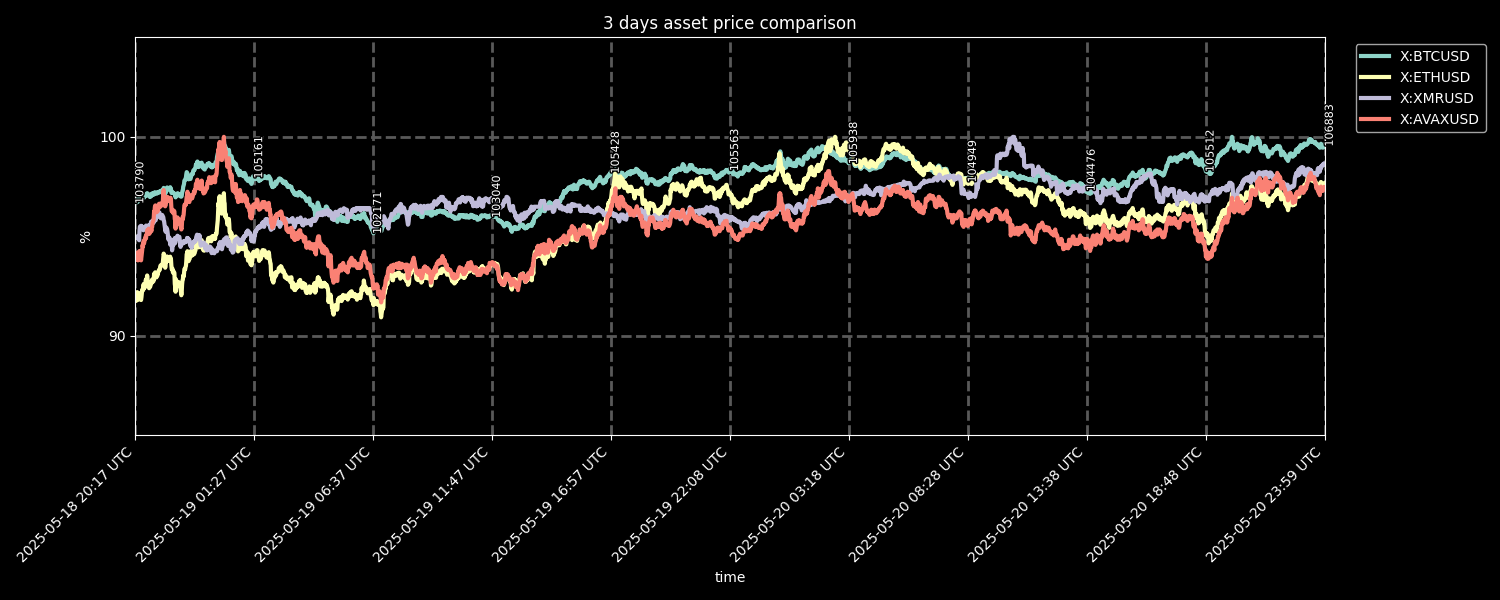 3 days asset price comparison
X:BTCUSD
X:ETHUSD
X:XMRUSD
X:AVAXUSD
%
100
90
103790
105161
102171
103040
105428
105563
105938
104949
104476
105512
106883
2025-05-18 20:17 UTC
2025-05-19 01:27 UTC
2025-05-19 06:37 UTC
2025-05-19 11:47 UTC
2025-05-19 16:57 UTC
2025-05-19 22:08 UTC
2025-05-20 03:18 UTC
2025-05-20 08:28 UTC
2025-05-20 13:38 UTC
2025-05-20 18:48 UTC
2025-05-20 23:59 UTC
time